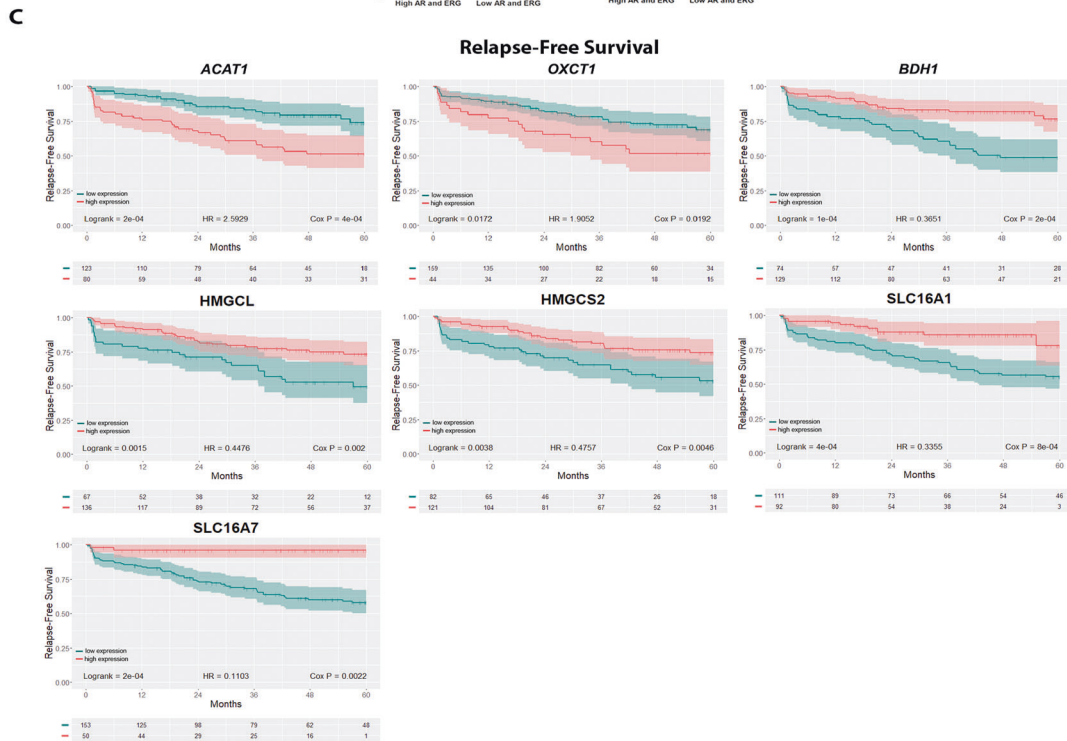 High AR and ERG Low AR and ERG High AR and ERG Low AR and ERG
C
Relapse-Free Survival
ACAT1
Relapse-Free Survival
1.00
0.75
0.50
0.25
0.00
low expression
high expression
Logrank = 2e-04 HR = 2.5929 Cox P = 4e-04
0 12 24 36 48 60
Months
123 110 79 64 45 18
80 59 48 40 33 31
OXCT1
Relapse-Free Survival
1.00
0.75
0.50
0.25
0.00
low expression
high expression
Logrank = 0.0172 HR = 1.9052 Cox P = 0.0192
0 12 24 36 48 60
Months
159 135 100 82 60 34
44 34 27 22 18 15
BDH1
Relapse-Free Survival
1.00
0.75
0.50
0.25
0.00
low expression
high expression
Logrank = 1e-04 HR = 0.3651 Cox P = 2e-04
0 12 24 36 48 60
Months
74 57 47 41 31 28
129 112 80 63 47 21
HMGCL
Relapse-Free Survival
1.00
0.75
0.50
0.25
0.00
low expression
high expression
Logrank = 0.0015 HR = 0.4476 Cox P = 0.002
0 12 24 36 48 60
Months
67 52 38 32 22 12
136 117 89 72 56 37
HMGCS2
Relapse-Free Survival
1.00
0.75
0.50
0.25
0.00
low expression
high expression
Logrank = 0.0038 HR = 0.4757 Cox P = 0.0046
0 12 24 36 48 60
Months
82 65 46 37 26 18
121 104 81 67 52 31
SLC16A1
Relapse-Free Survival
1.00
0.75
0.50
0.25
0.00
low expression
high expression
Logrank = 4e-04 HR = 0.3355 Cox P = 8e-04
0 12 24 36 48 60
Months
111 89 73 66 54 46
92 80 54 38 24 3
SLC16A7
Relapse-Free Survival
1.00
0.75
0.50
0.25
0.00
low expression
high expression
Logrank = 2e-04 HR = 0.1103 Cox P = 0.0022
0 12 24 36 48 60
Months
153 125 98 79 62 48
50 44 29 25 16 1